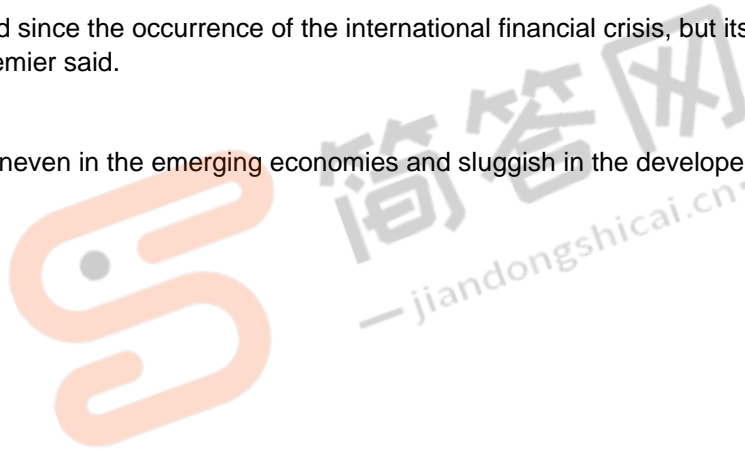 d since the occurrence of the international financial crisis, but its
emier said.
neven in the emerging economies and sluggish in the develope
简答网
jiandongshicai.cn